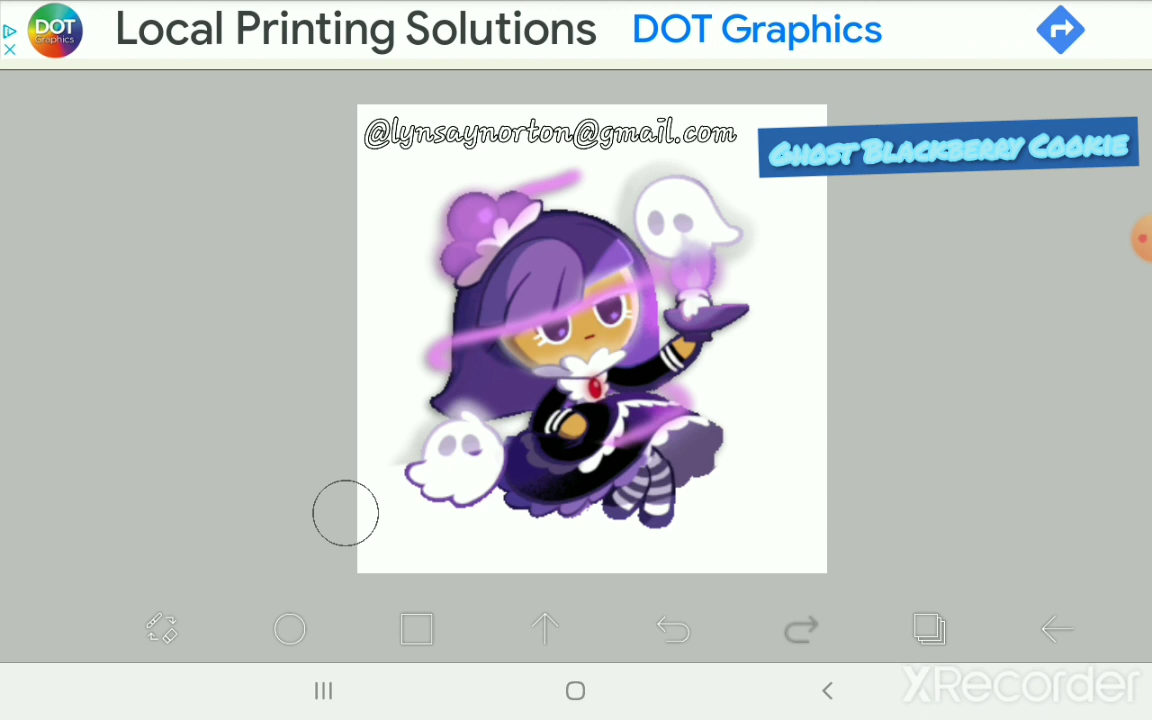 DOT
Graphics
Local Printing Solutions
DOT Graphics
@lynsaynorton@gmail.com
Ghost Blackberry Cookie
XRecorder